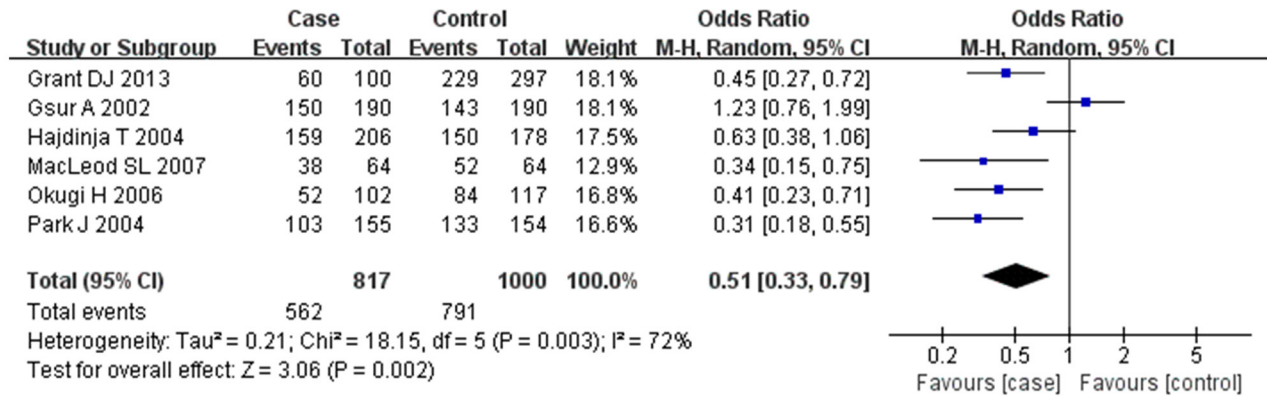 Case Control Odds Ratio Odds Ratio
Study or Subgroup Events Total Events Total Weight M-H, Random, 95% CI M-H, Random, 95% CI
Grant DJ 2013 60 100 229 297 18.1% 0.45 [0.27, 0.72]
Gsur A 2002 150 190 143 190 18.1% 1.23 [0.76, 1.99]
Hajdinja T 2004 159 206 150 178 17.5% 0.63 [0.38, 1.06]
MacLeod SL 2007 38 64 52 64 12.9% 0.34 [0.15, 0.75]
Okugi H 2006 52 102 84 117 16.8% 0.41 [0.23, 0.71]
Park J 2004 103 155 133 154 16.6% 0.31 [0.18, 0.55]
Total (95% CI) 817 1000 100.0% 0.51 [0.33, 0.79]
Total events 562 791
Heterogeneity: Tau² = 0.21; Chi² = 18.15, df = 5 (P = 0.003); I² = 72%
Test for overall effect: Z = 3.06 (P = 0.002)
0.2 0.5 1 2 5
Favours [case] Favours [control]